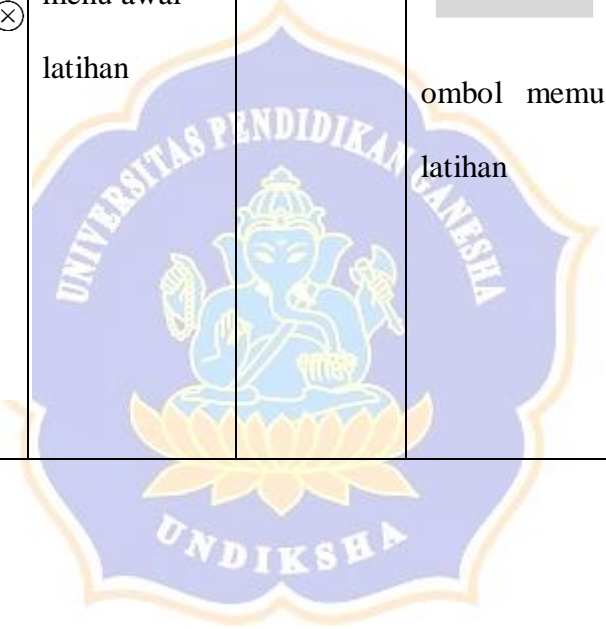 menu awal
latihan
ombol memu
latihan
UNIVERSITAS PENDIDIKAN GANESHA
UNDIKSHA